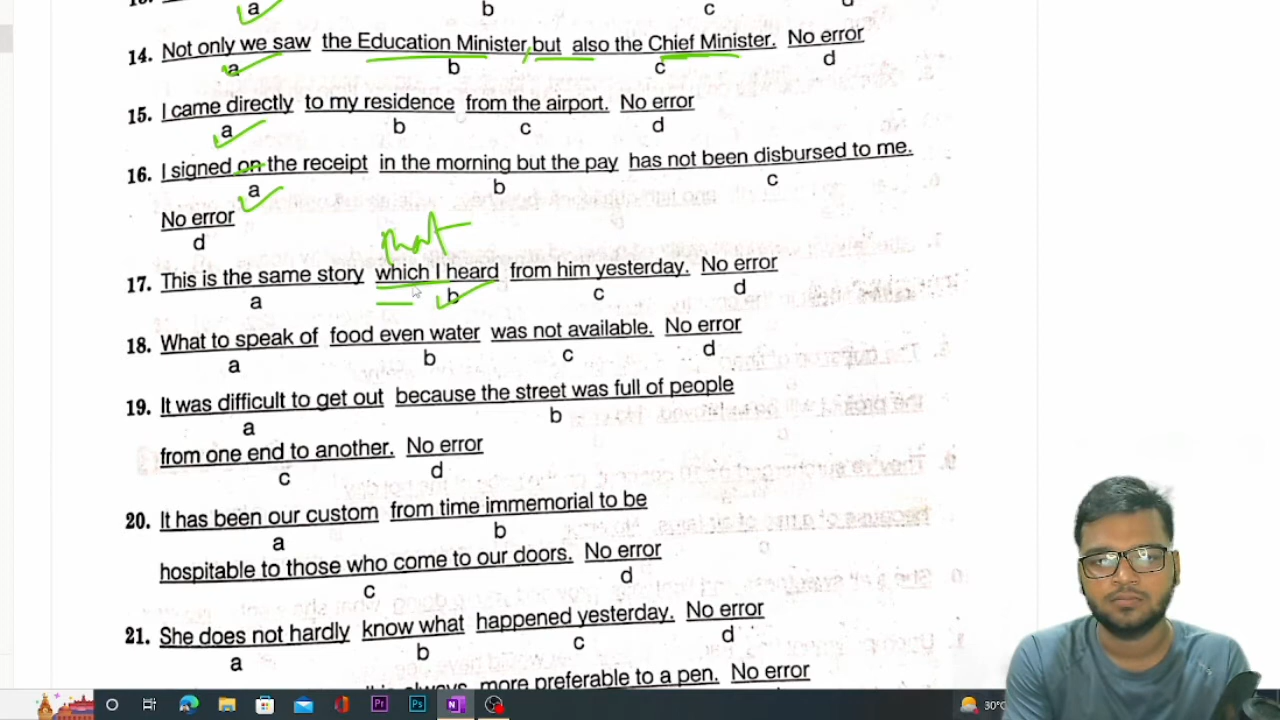 a b c
14. Not only we saw the Education Minister, but also the Chief Minister. No error
a b c d
15. I came directly to my residence from the airport. No error
a b c d
16. I signed on the receipt in the morning but the pay has not been disbursed to me.
a b c
No error
d
that
17. This is the same story which I heard from him yesterday. No error
a b c d
18. What to speak of food even water was not available. No error
a b c d
19. It was difficult to get out because the street was full of people
a b
from one end to another. No error
c d
20. It has been our custom from time immemorial to be
a b
hospitable to those who come to our doors. No error
c d
21. She does not hardly know what happened yesterday. No error
a b c d
always more preferable to a pen. No error
30°C